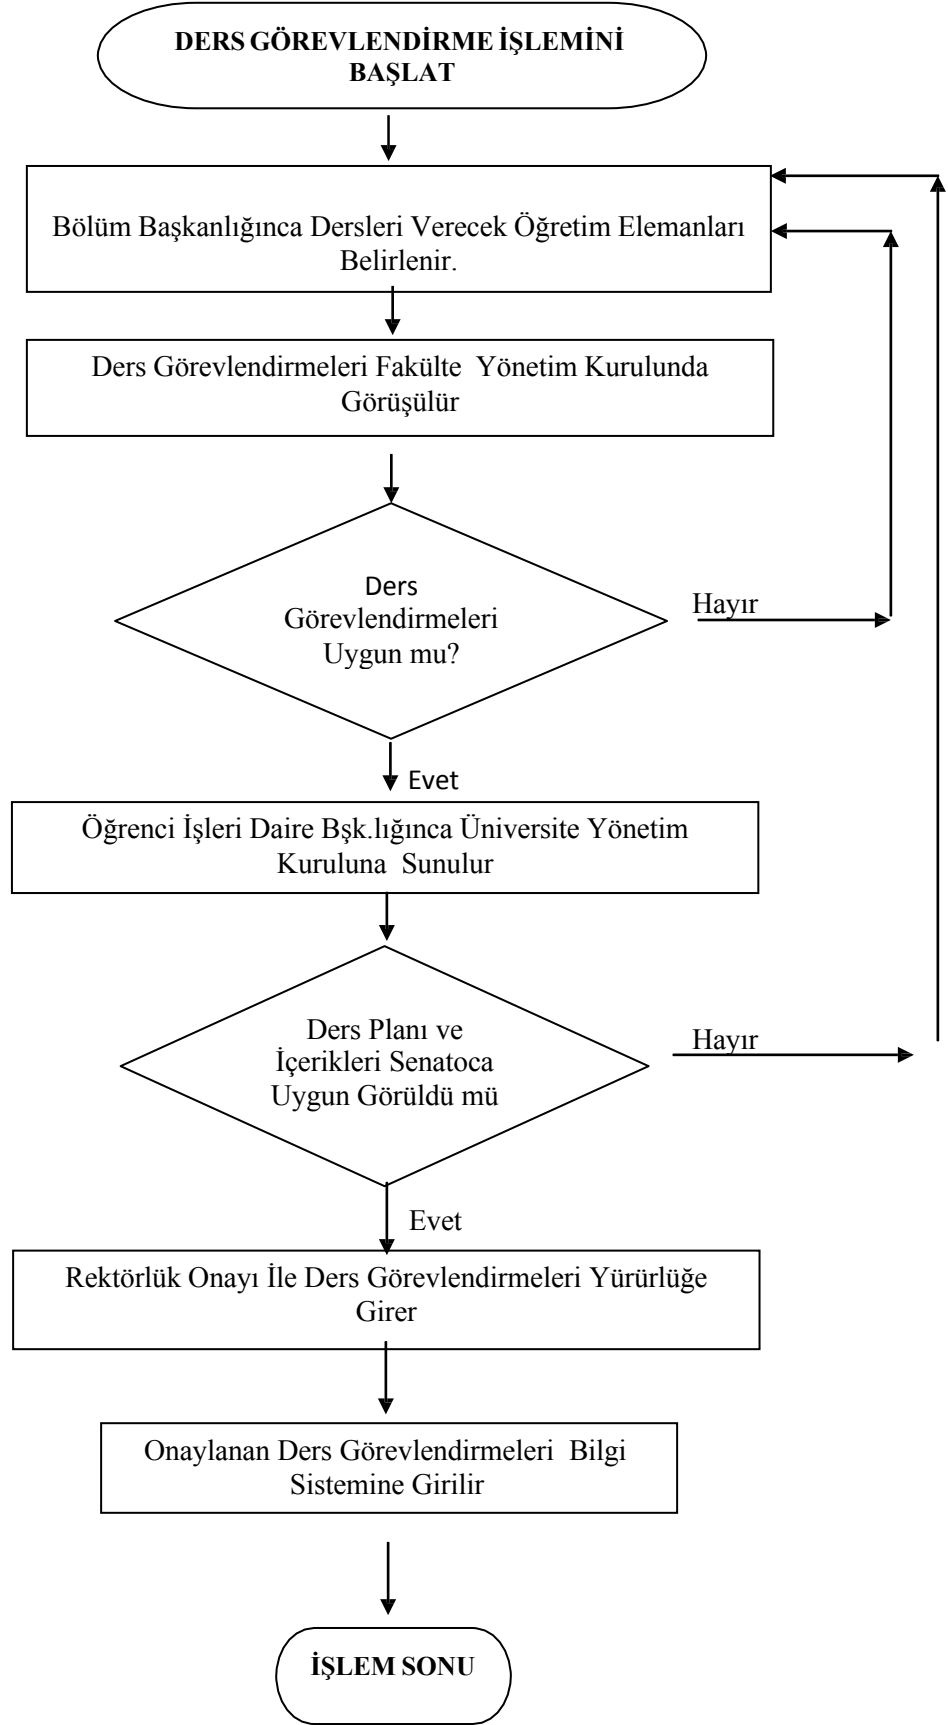 DERS GÖREVLENDİRME İŞLEMİNİ
BAŞLAT
Bölüm Başkanlığınca Dersleri Verecek Öğretim Elemanları
Belirlenir.
Ders Görevlendirmeleri Fakülte Yönetim Kurulunda
Görüşülür
Ders
Görevlendirmeleri
Uygun mu?
Hayır
Evet
Öğrenci İşleri Daire Bşk.lığınca Üniversite Yönetim
Kuruluna Sunulur
Ders Planı ve
İçerikleri Senatoca
Uygun Görüldü mü
Hayır
Evet
Rektörlük Onayı İle Ders Görevlendirmeleri Yürürlüğe
Girer
Onaylanan Ders Görevlendirmeleri Bilgi
Sistemine Girilir
İŞLEM SONU